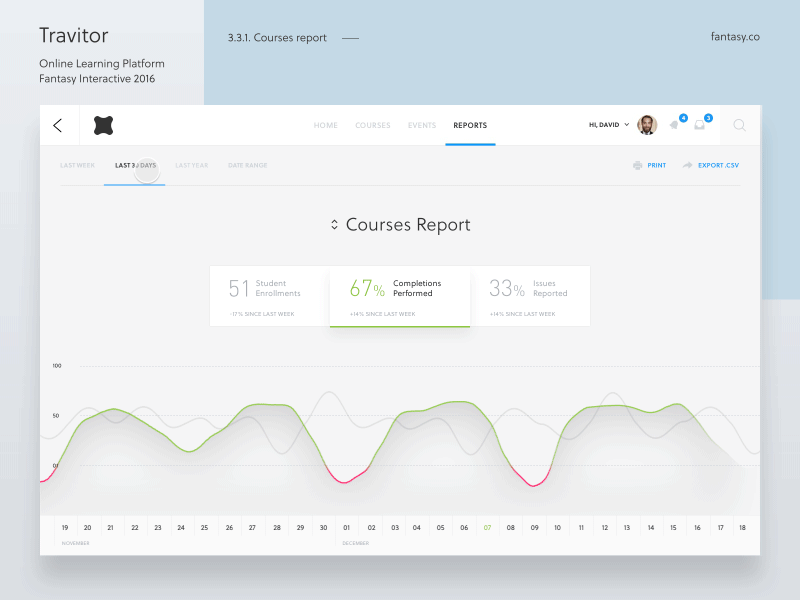 Travitor
3.3.1. Courses report
fantasy.co
Online Learning Platform
Fantasy Interactive 2016
HOME COURSES EVENTS REPORTS
HI, DAVID
4
3
LAST WEEK
LAST 30 DAYS
LAST YEAR
DATE RANGE
PRINT
EXPORT .CSV
Courses Report
51 Student
Enrollments
-17% SINCE LAST WEEK
67% Completions
Performed
+14% SINCE LAST WEEK
33% Issues
Reported
+14% SINCE LAST WEEK
100
50
01
19 20 21 22 23 24 25 26 27 28 29 30 01 02 03 04 05 06 07 08 09 10 11 12 13 14 15 16 17 18
NOVEMBER
DECEMBER